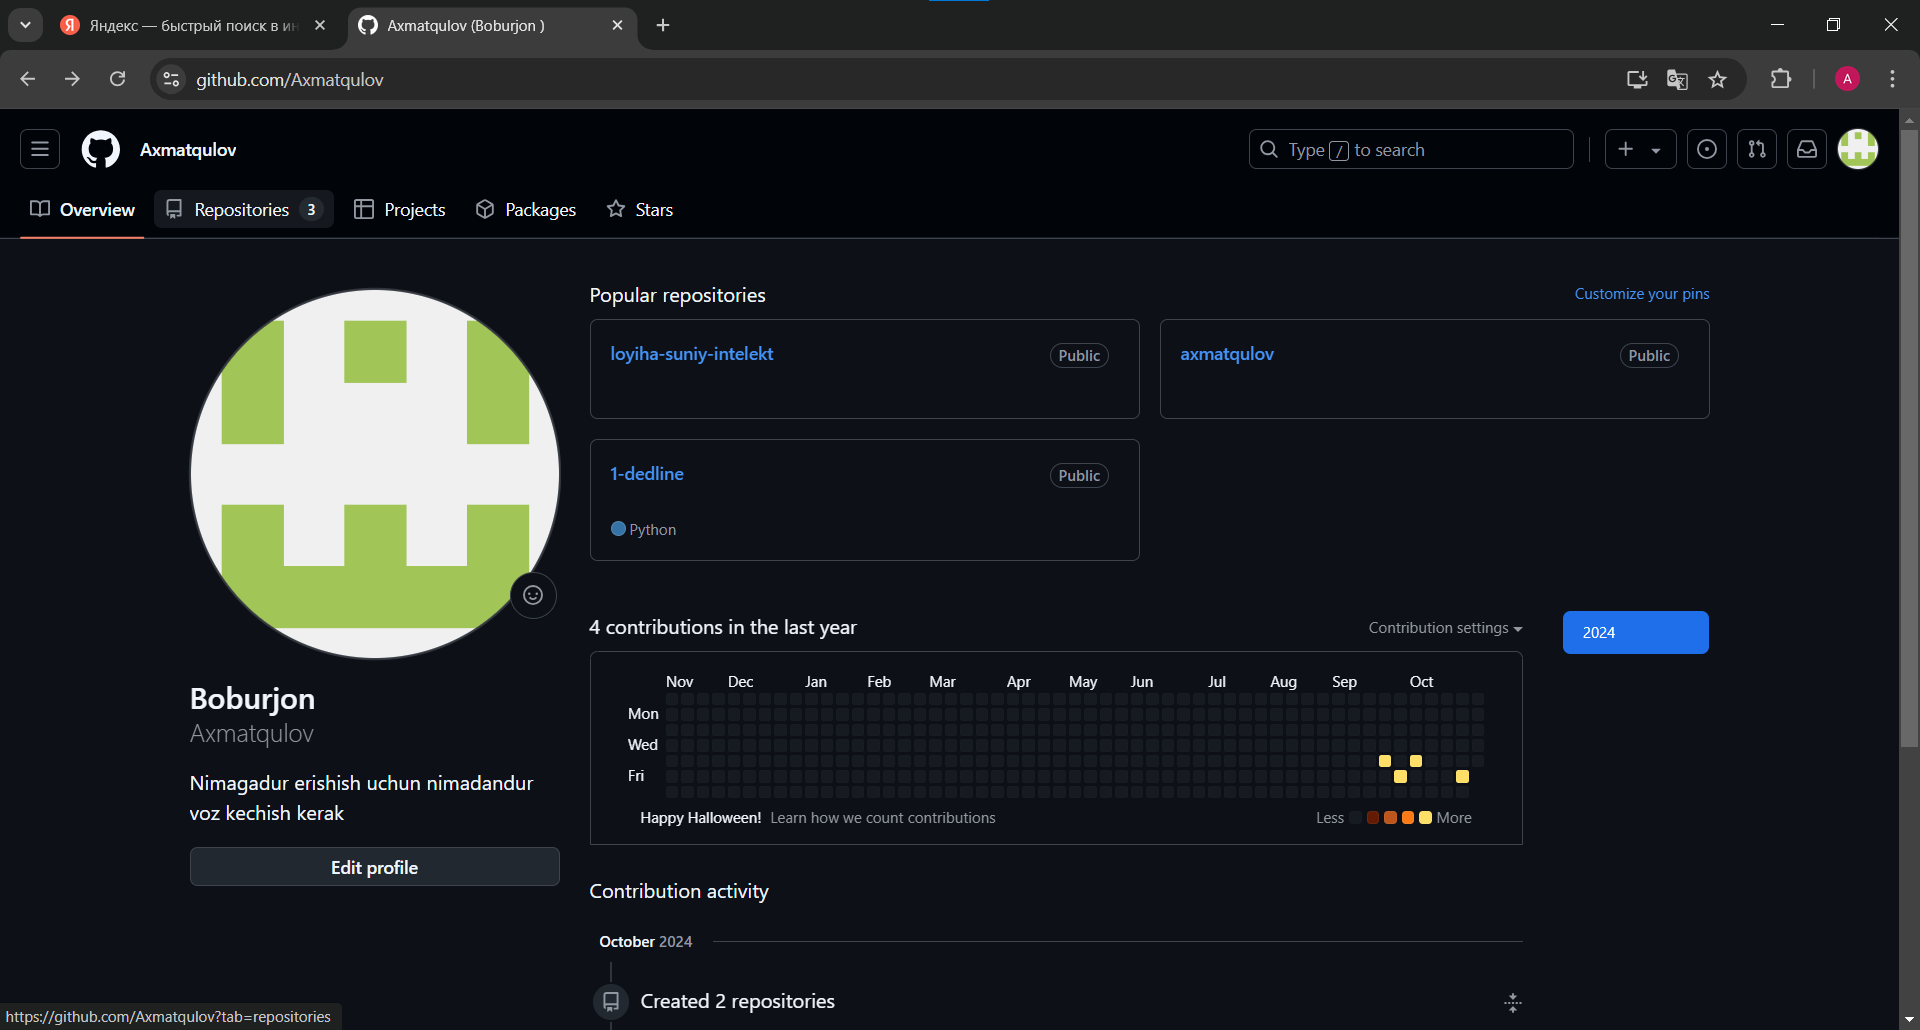 Яндекс — быстрый поиск в ин
Axmatqulov (Boburjon )
github.com/Axmatqulov
A
Axmatqulov
Type / to search
Overview
Repositories 3
Projects
Packages
Stars
Popular repositories
Customize your pins
loyiha-suniy-intelekt
Public
axmatqulov
Public
1-dedline
Public
Python
4 contributions in the last year
Contribution settings
2024
Nov Dec Jan Feb Mar Apr May Jun Jul Aug Sep Oct
Mon
Wed
Fri
Happy Halloween! Learn how we count contributions
Less More
Boburjon
Axmatqulov
Nimagadur erishish uchun nimadandur
voz kechish kerak
Edit profile
Contribution activity
October 2024
Created 2 repositories
https://github.com/Axmatqulov?tab=repositories